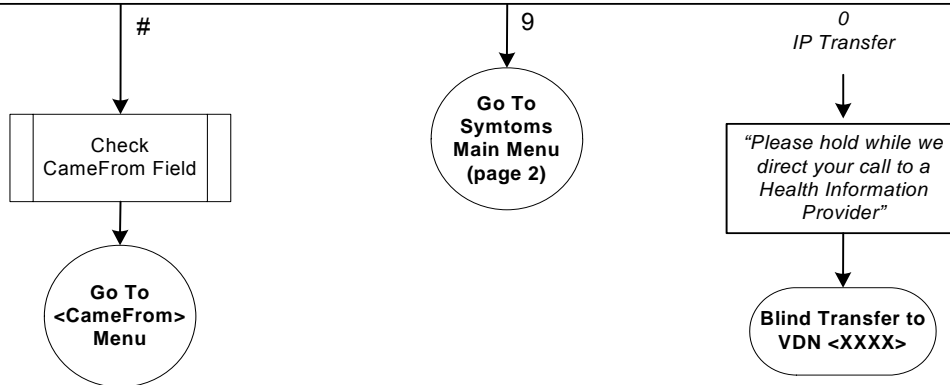 #
Check
CameFrom Field
Go To
<CameFrom>
Menu
9
Go To
Symtoms
Main Menu
(page 2)
0
IP Transfer
“Please hold while we
direct your call to a
Health Information
Provider”
Blind Transfer to
VDN <XXXX>